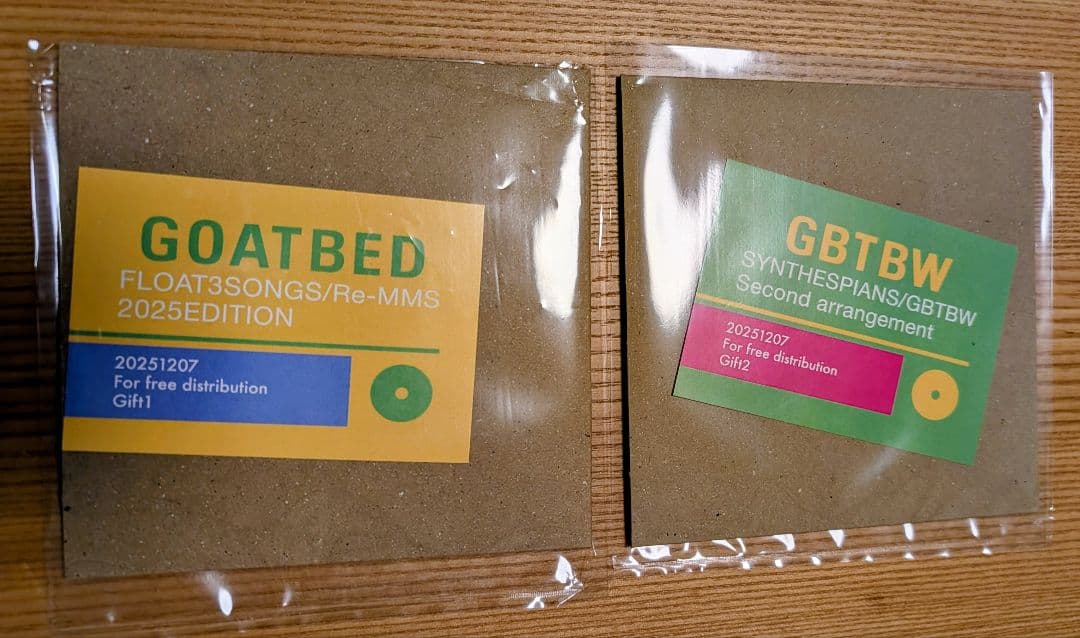 GOATBED
FLOAT3SONGS/Re-MMS
2025EDITION
20251207
For free distribution
Gift1
GBTBW
SYNTHESPIANS/GBTBW
Second arrangement
20251207
For free distribution
Gift2